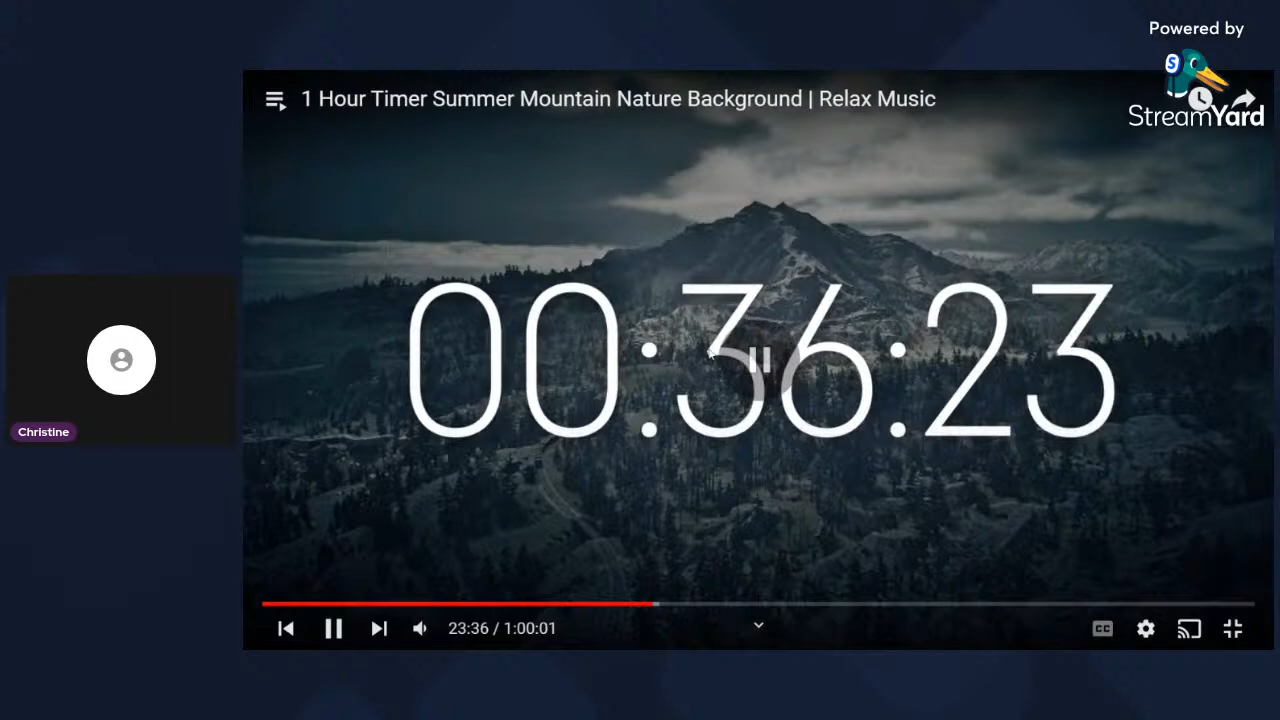 Powered by
StreamYard
1 Hour Timer Summer Mountain Nature Background | Relax Music
00:36:23
Christine
23:36 / 1:00:01
CC